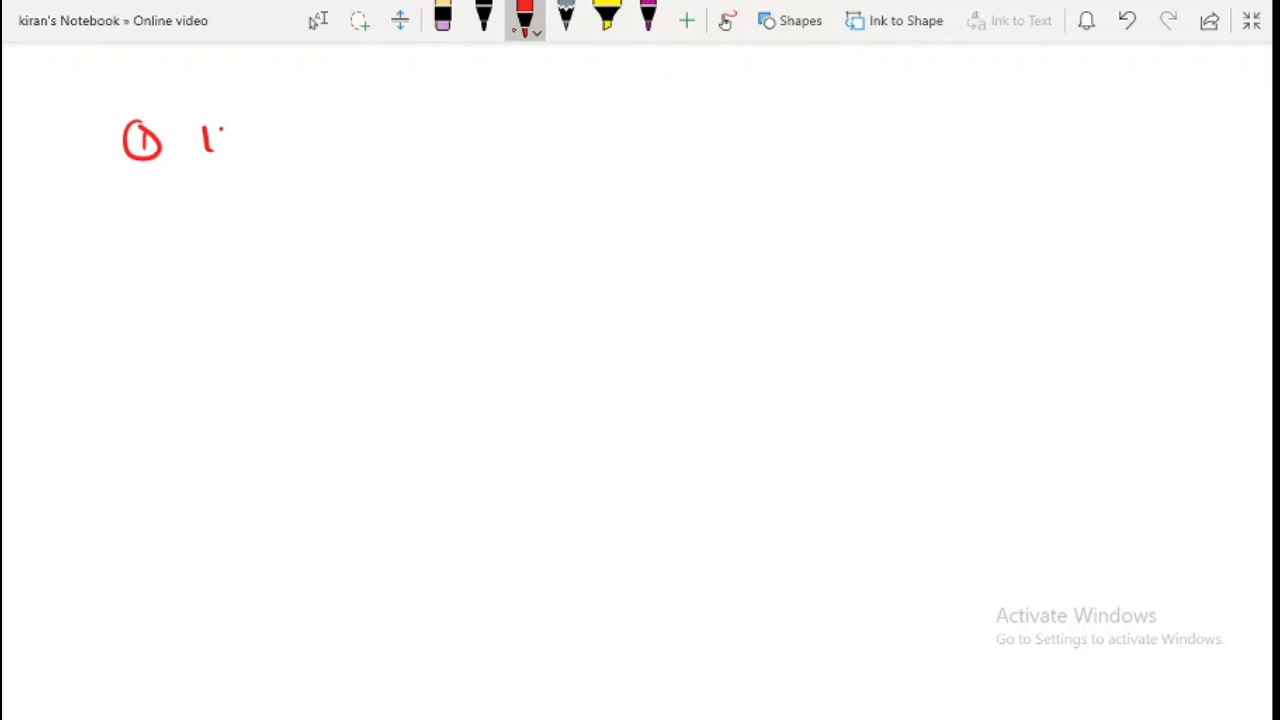 kiran's Notebook » Online video
Shapes
Ink to Shape
Ink to Text
①
Activate Windows
Go to Settings to activate Windows.